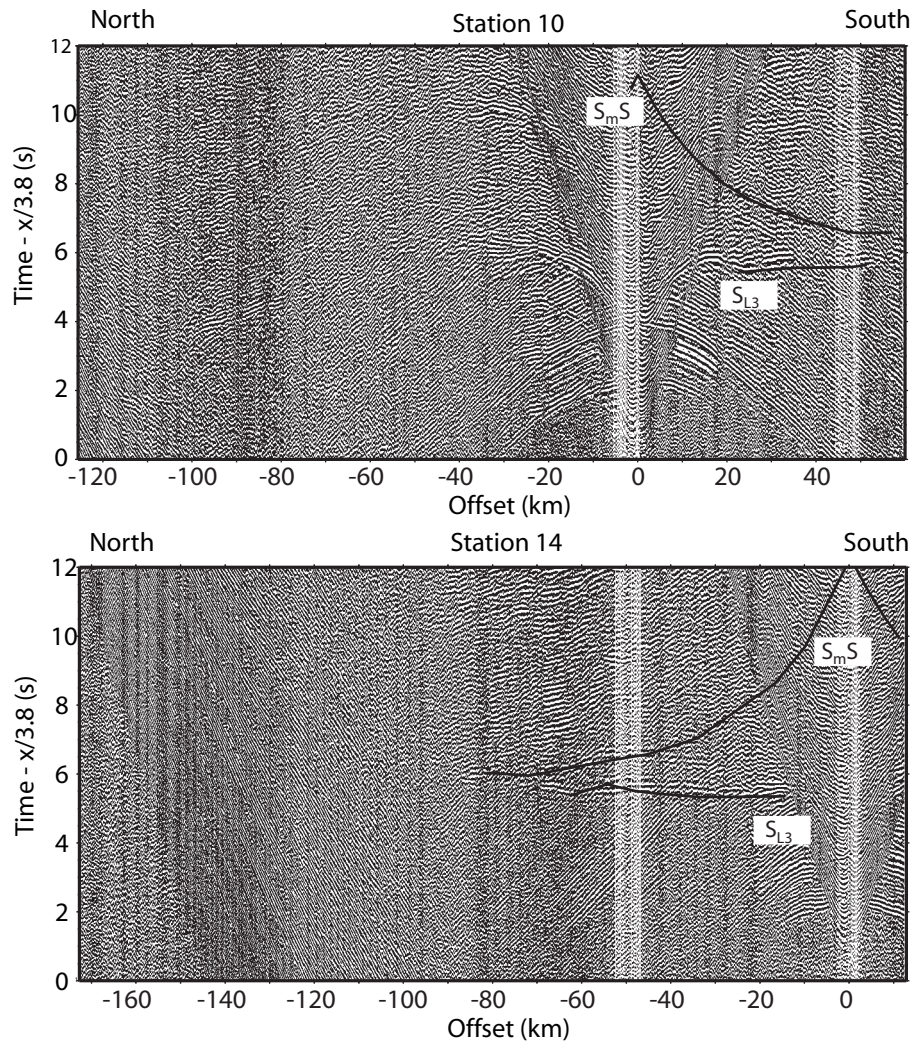 North Station 10 South
12
10
8
6
4
2
0
Time - x/3.8 (s)
SmS
SL3
-120 -100 -80 -60 -40 -20 0 20 40
Offset (km)
North Station 14 South
12
10
8
6
4
2
0
Time - x/3.8 (s)
SmS
SL3
-160 -140 -120 -100 -80 -60 -40 -20 0
Offset (km)